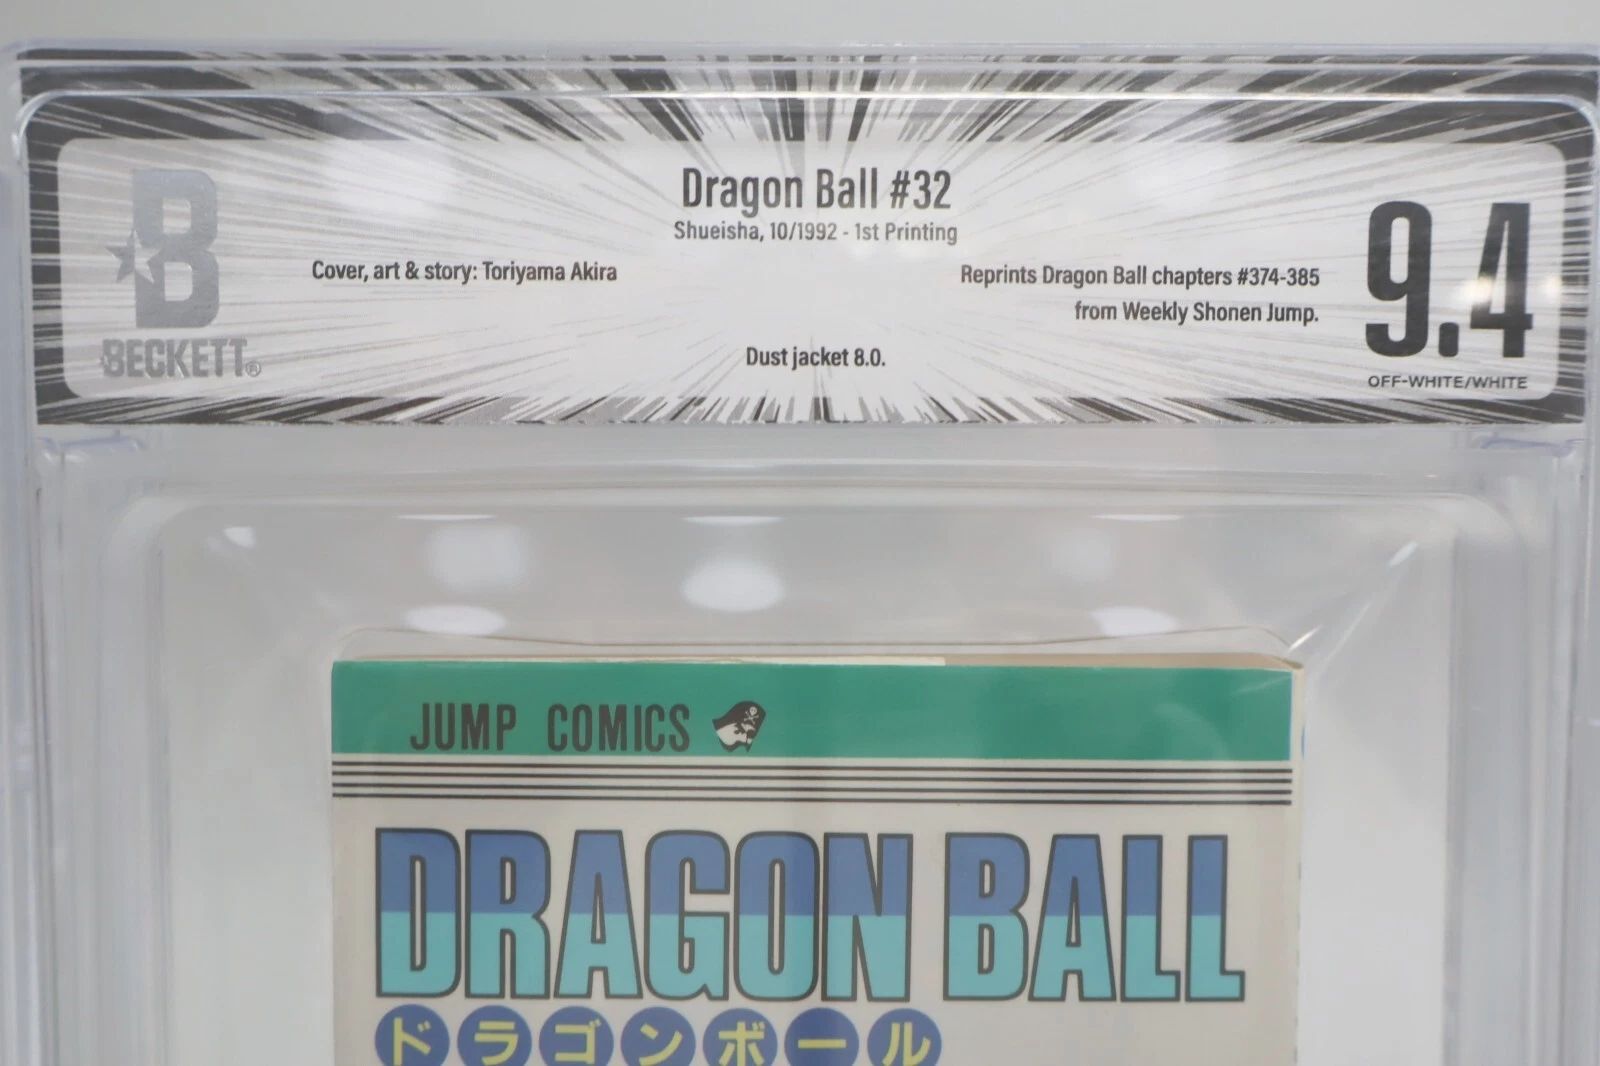 Dragon Ball #32
Shueisha, 10/1992 - 1st Printing
Cover, art & story: Toriyama Akira
Reprints Dragon Ball chapters #374-385
from Weekly Shonen Jump.
Dust jacket 8.0.
B
BECKETT®
9.4
OFF-WHITE/WHITE
JUMP COMICS
DRAGON BALL
ドラゴンボール